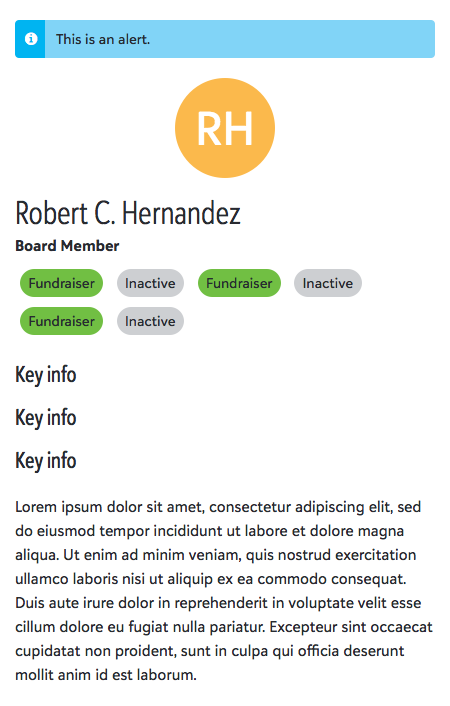 This is an alert.
RH
Robert C. Hernandez
Board Member
Fundraiser Inactive Fundraiser Inactive
Fundraiser Inactive
Key info
Key info
Key info
Lorem ipsum dolor sit amet, consectetur adipiscing elit, sed
do eiusmod tempor incididunt ut labore et dolore magna
aliqua. Ut enim ad minim veniam, quis nostrud exercitation
ullamco laboris nisi ut aliquip ex ea commodo consequat.
Duis aute irure dolor in reprehenderit in voluptate velit esse
cillum dolore eu fugiat nulla pariatur. Excepteur sint occaecat
cupidatat non proident, sunt in culpa qui officia deserunt
mollit anim id est laborum.